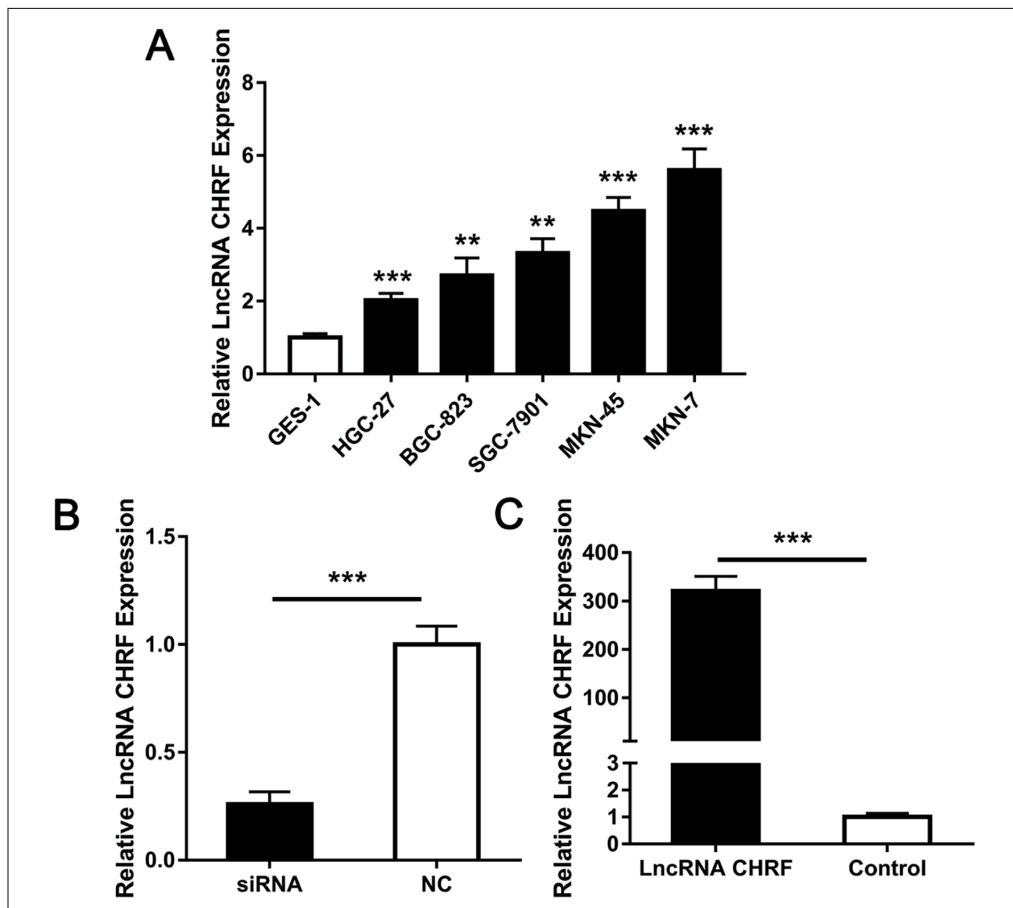 A
Relative LncRNA CHRF Expression
8
6
4
2
0
***
**
**
***
***
GES-1
HGC-27
BGC-823
SGC-7901
MKN-45
MKN-7
B
Relative LncRNA CHRF Expression
1.5
1.0
0.5
0.0
***
siRNA
NC
C
Relative LncRNA CHRF Expression
400
300
200
100
3
2
1
0
***
LncRNA CHRF
Control